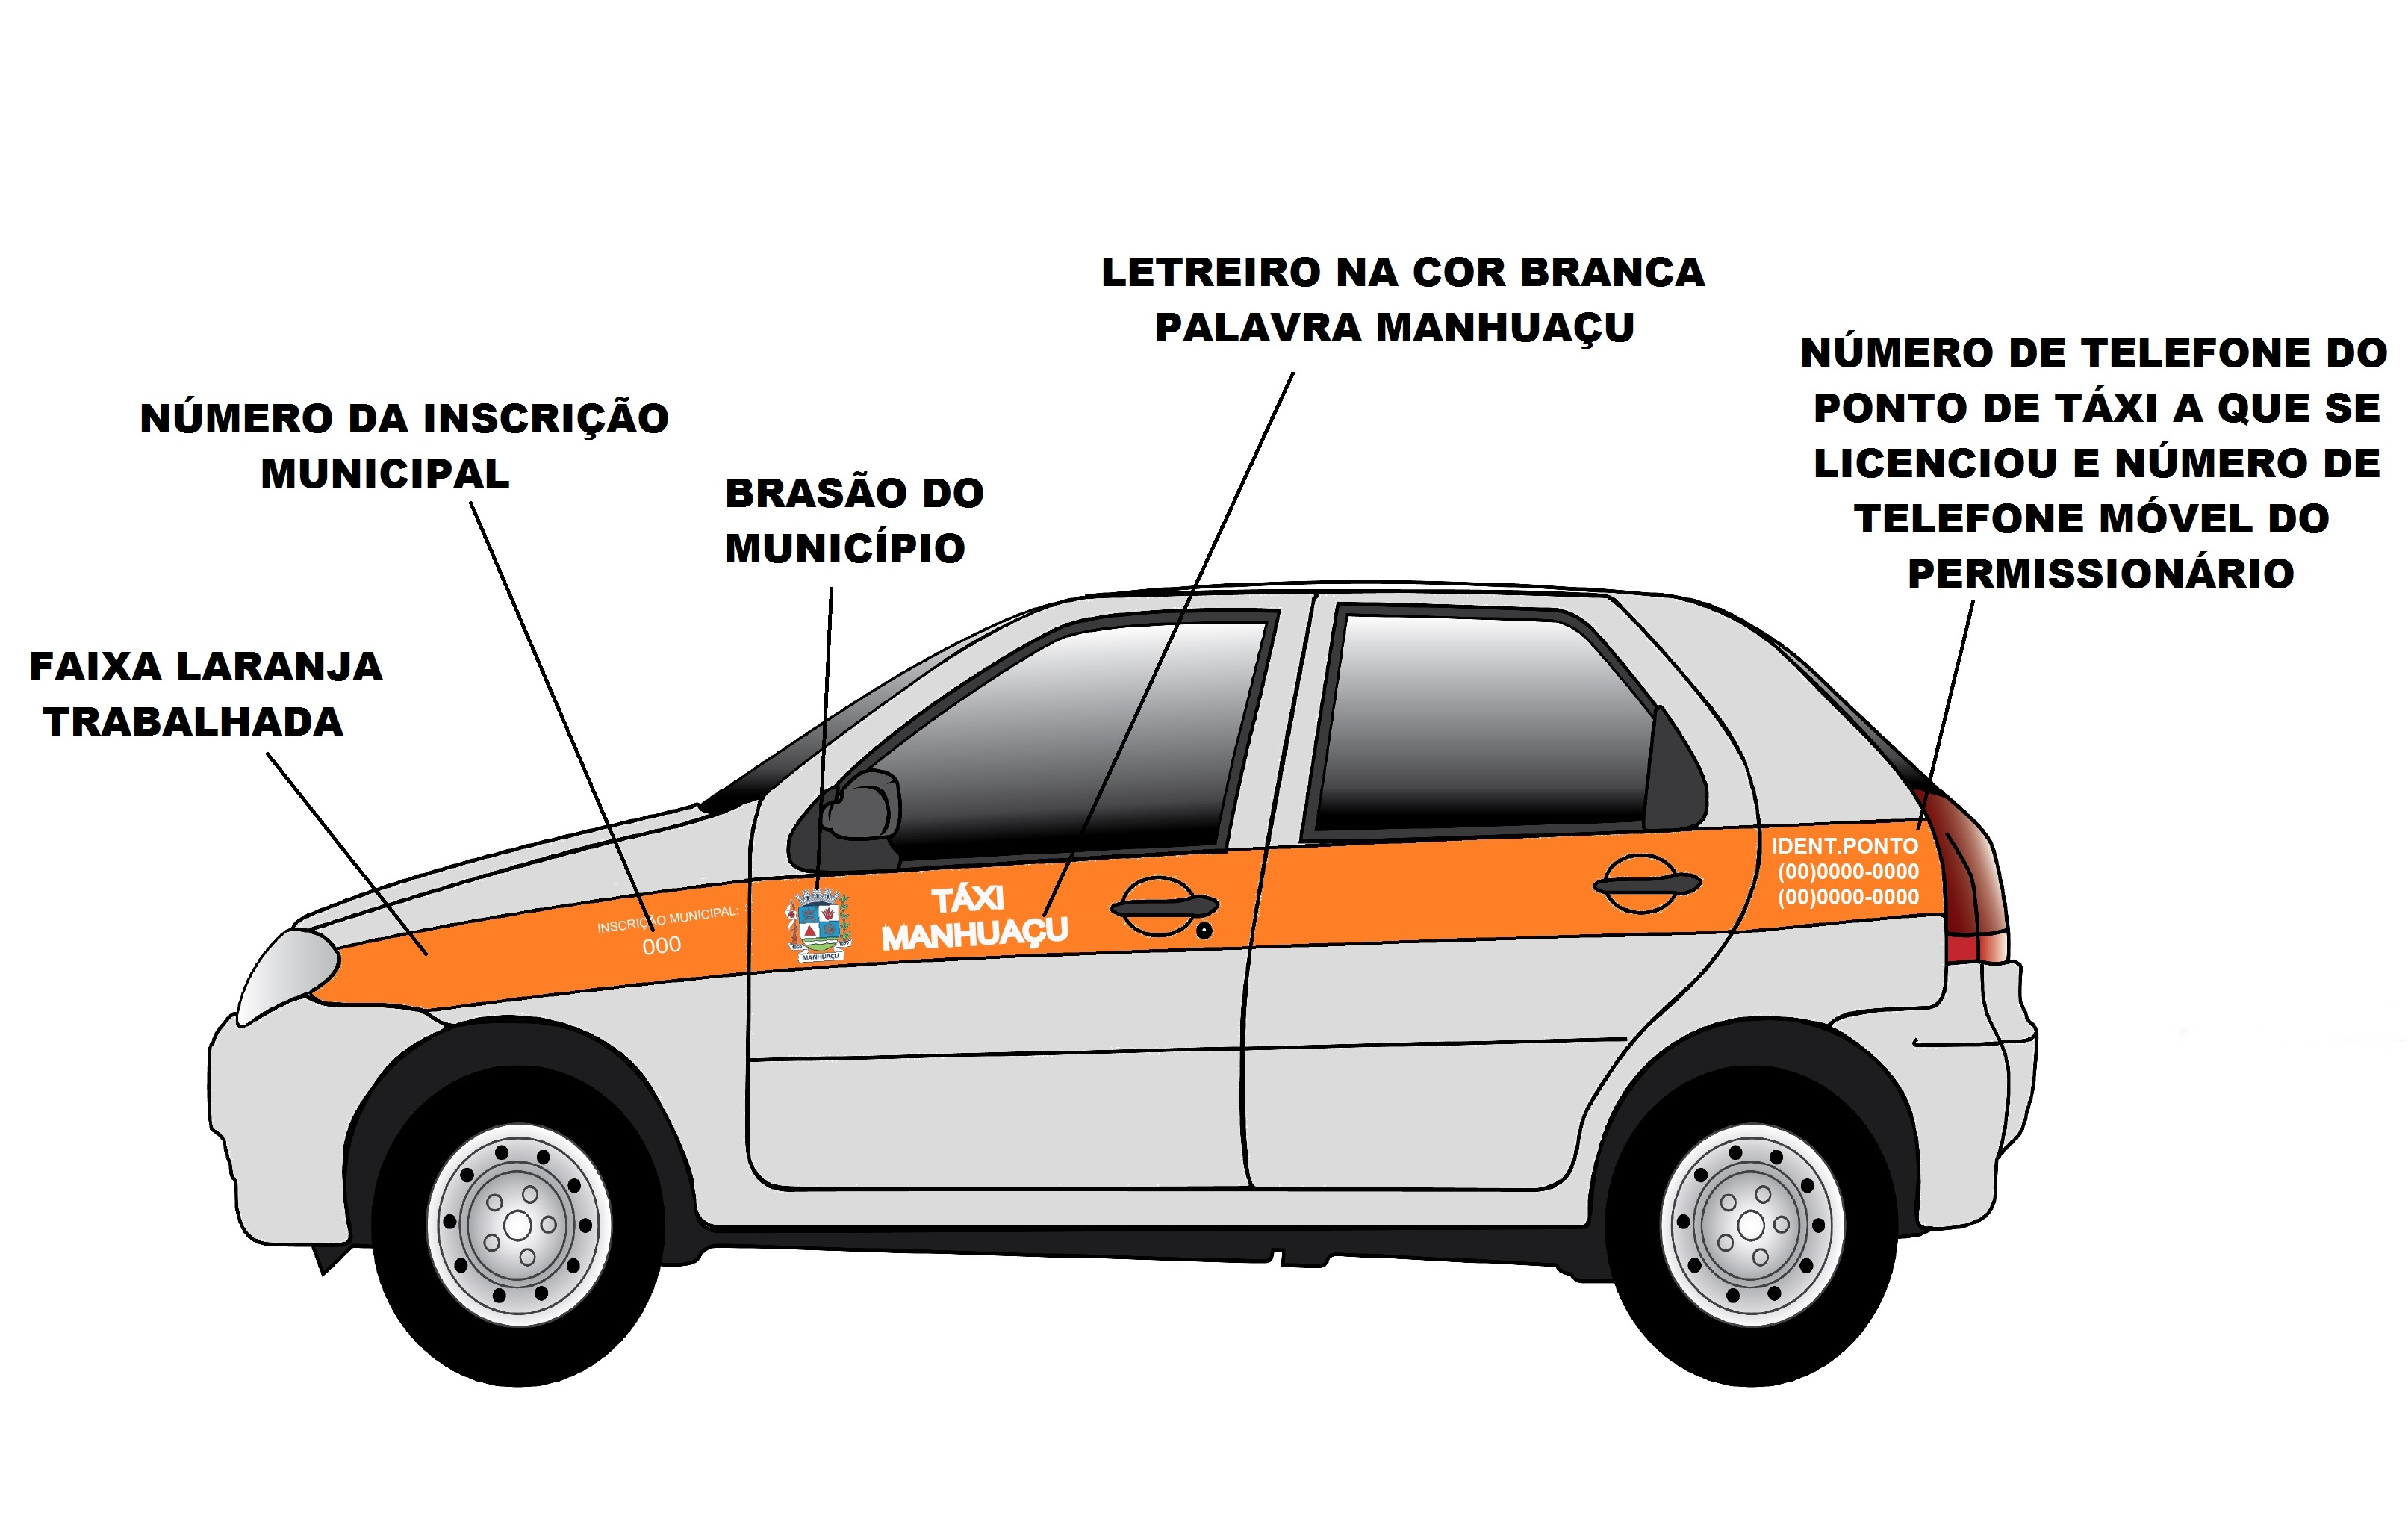 LETREIRO NA COR BRANCA
PALAVRA MANHUAÇU
NÚMERO DE TELEFONE DO
PONTO DE TÁXI A QUE SE
LICENCIOU E NÚMERO DE
TELEFONE MÓVEL DO
PERMISSIONÁRIO
NÚMERO DA INSCRIÇÃO
MUNICIPAL
BRASÃO DO
MUNICÍPIO
FAIXA LARANJA
TRABALHADA
INSCRIÇÃO MUNICIPAL:
000
MANHUAÇU
TÁXI
MANHUAÇU
IDENT.PONTO
(00)0000-0000
(00)0000-0000